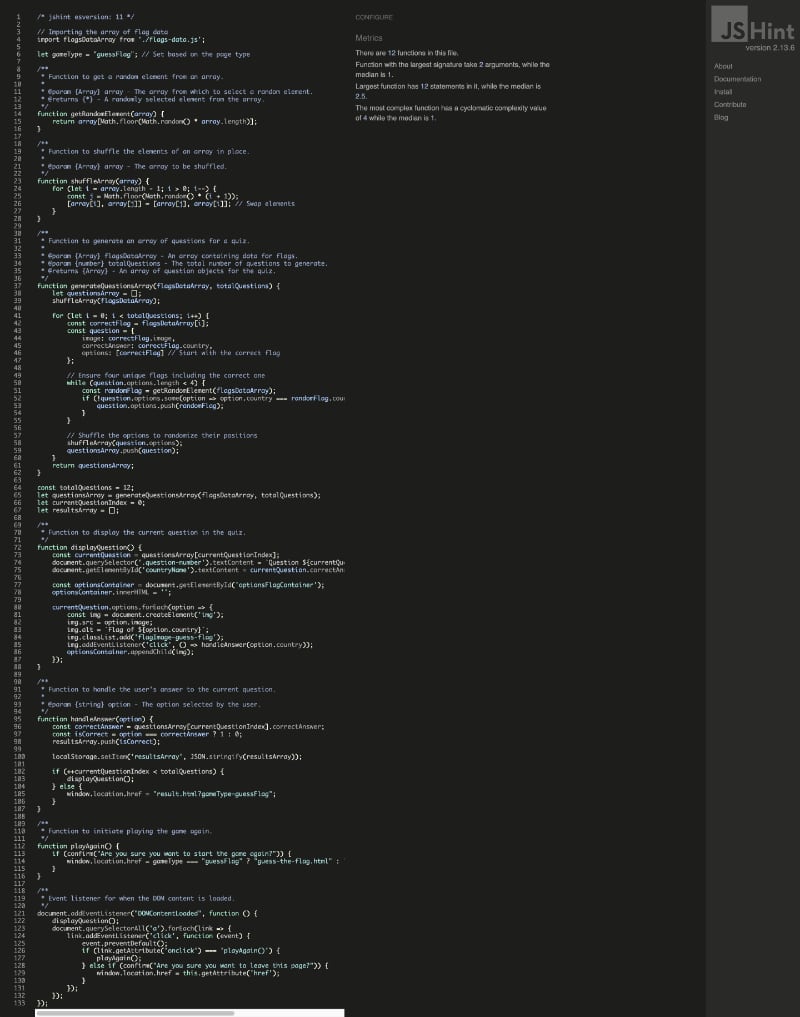 1 /* jshint esversion: 11 */
2
3 // Importing the array of flag data
4 import flagsDataArray from './flags-data.js';
5
6 let gameType = "guessFlag"; // Set based on the page type
7
8 /**
9 * Function to get a random element from an array.
10 *
11 * @param {Array} array - The array from which to select a random element.
12 * @returns {*} - A randomly selected element from the array.
13 */
14 function getRandomElement(array) {
15 return array[Math.floor(Math.random() * array.length)];
16 }
17
18 /**
19 * Function to shuffle the elements of an array in place.
20 *
21 * @param {Array} array - The array to be shuffled.
22 */
23 function shuffleArray(array) {
24 for (let i = array.length - 1; i > 0; i--) {
25 const j = Math.floor(Math.random() * (i + 1));
26 [array[i], array[j]] = [array[j], array[i]]; // Swap elements
27 }
28 }
29
30 /**
31 * Function to generate an array of questions for a quiz.
32 *
33 * @param {Array} flagsDataArray - An array containing data for flags.
34 * @param {number} totalQuestions - The total number of questions to generate.
35 * @returns {Array} - An array of question objects for the quiz.
36 */
37 function generateQuestionsArray(flagsDataArray, totalQuestions) {
38 let questionsArray = [];
39 shuffleArray(flagsDataArray);
40
41 for (let i = 0; i < totalQuestions; i++) {
42 const correctFlag = flagsDataArray[i];
43 const question = {
44 image: correctFlag.image,
45 correctAnswer: correctFlag.country,
46 options: [correctFlag] // Start with the correct flag
47 };
48
49 // Ensure four unique flags including the correct one
50 while (question.options.length < 4) {
51 const randomFlag = getRandomElement(flagsDataArray);
52 if (!question.options.some(option => option.country === randomFlag.cou
53 question.options.push(randomFlag);
54 }
55 }
56
57 // Shuffle the options to randomize their positions
58 shuffleArray(question.options);
59 questionsArray.push(question);
60 }
61 return questionsArray;
62 }
63
64 const totalQuestions = 12;
65 let questionsArray = generateQuestionsArray(flagsDataArray, totalQuestions);
66 let currentQuestionIndex = 0;
67 let resultsArray = [];
68
69 /**
70 * Function to display the current question in the quiz.
71 */
72 function displayQuestion() {
73 const currentQuestion = questionsArray[currentQuestionIndex];
74 document.querySelector('.question-number').textContent = `Question ${currentQu
75 document.getElementById('countryName').textContent = currentQuestion.correctAn
76
77 const optionsContainer = document.getElementById('optionsFlagContainer');
78 optionsContainer.innerHTML = '';
79
80 currentQuestion.options.forEach(option => {
81 const img = document.createElement('img');
82 img.src = option.image;
83 img.alt = `Flag of ${option.country}`;
84 img.classList.add('flagImage-guess-flag');
85 img.addEventListener('click', () => handleAnswer(option.country));
86 optionsContainer.appendChild(img);
87 });
88 }
89
90 /**
91 * Function to handle the user's answer to the current question.
92 *
93 * @param {string} option - The option selected by the user.
94 */
95 function handleAnswer(option) {
96 const correctAnswer = questionsArray[currentQuestionIndex].correctAnswer;
97 const isCorrect = option === correctAnswer ? 1 : 0;
98 resultsArray.push(isCorrect);
99
100 localStorage.setItem('resultsArray', JSON.stringify(resultsArray));
101
102 if (++currentQuestionIndex < totalQuestions) {
103 displayQuestion();
104 } else {
105 window.location.href = "result.html?gameType=guessFlag";
106 }
107 }
108
109 /**
110 * Function to initiate playing the game again.
111 */
112 function playAgain() {
113 if (confirm("Are you sure you want to start the game again?")) {
114 window.location.href = gameType === "guessFlag" ? "guess-the-flag.html" :
115 }
116 }
117
118 /**
119 * Event listener for when the DOM content is loaded.
120 */
121 document.addEventListener("DOMContentLoaded", function () {
122 displayQuestion();
123 document.querySelectorAll('a').forEach(link => {
124 link.addEventListener('click', function (event) {
125 event.preventDefault();
126 if (link.getAttribute('onclick') === 'playAgain()') {
127 playAgain();
128 } else if (confirm("Are you sure you want to leave this page?")) {
129 window.location.href = this.getAttribute('href');
130 }
131 });
132 });
133 });
CONFIGURE
Metrics
There are 12 functions in this file.
Function with the largest signature take 2 arguments, while the
median is 1.
Largest function has 12 statements in it, while the median is
2.5.
The most complex function has a cyclomatic complexity value
of 4 while the median is 1.
JSHint
version 2.13.6
About
Documentation
Install
Contribute
Blog